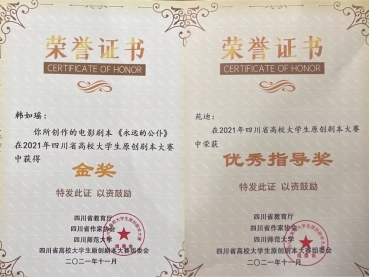 荣誉证书
CERTIFICATE OF HONOR
韩如瑶：
你所创作的电影剧本《永远的公仆》
在2021年四川省高校大学生原创剧本大赛
中获得
金奖
特发此证 以资鼓励
四川省教育厅
四川省作家协会
四川师范大学
四川省高校大学生原创剧本大赛组委会
二〇二一年十一月
荣誉证书
CERTIFICATE OF HONOR
苑迪：
在2021年四川省高校大学生原创剧本大赛
中荣获
优秀指导奖
特发此证 以资鼓励
四川省教育厅
四川省作家协会
四川师范大学
四川省高校大学生原创剧本大赛组委会
二〇二一年十一月